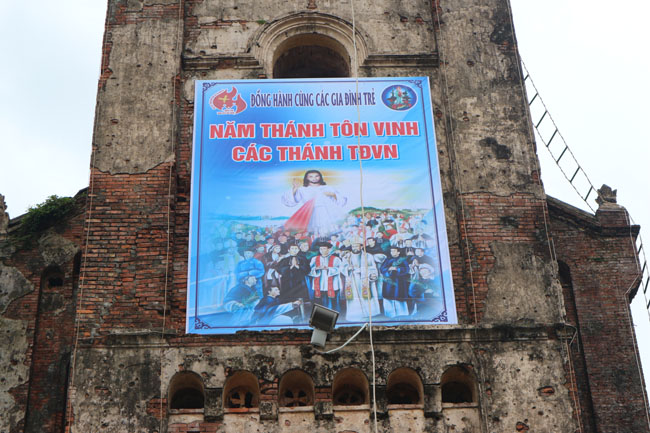 ĐỒNG HÀNH CÙNG CÁC GIA ĐÌNH TRẺ
NĂM THÁNH TÔN VINH
CÁC THÁNH TĐVN